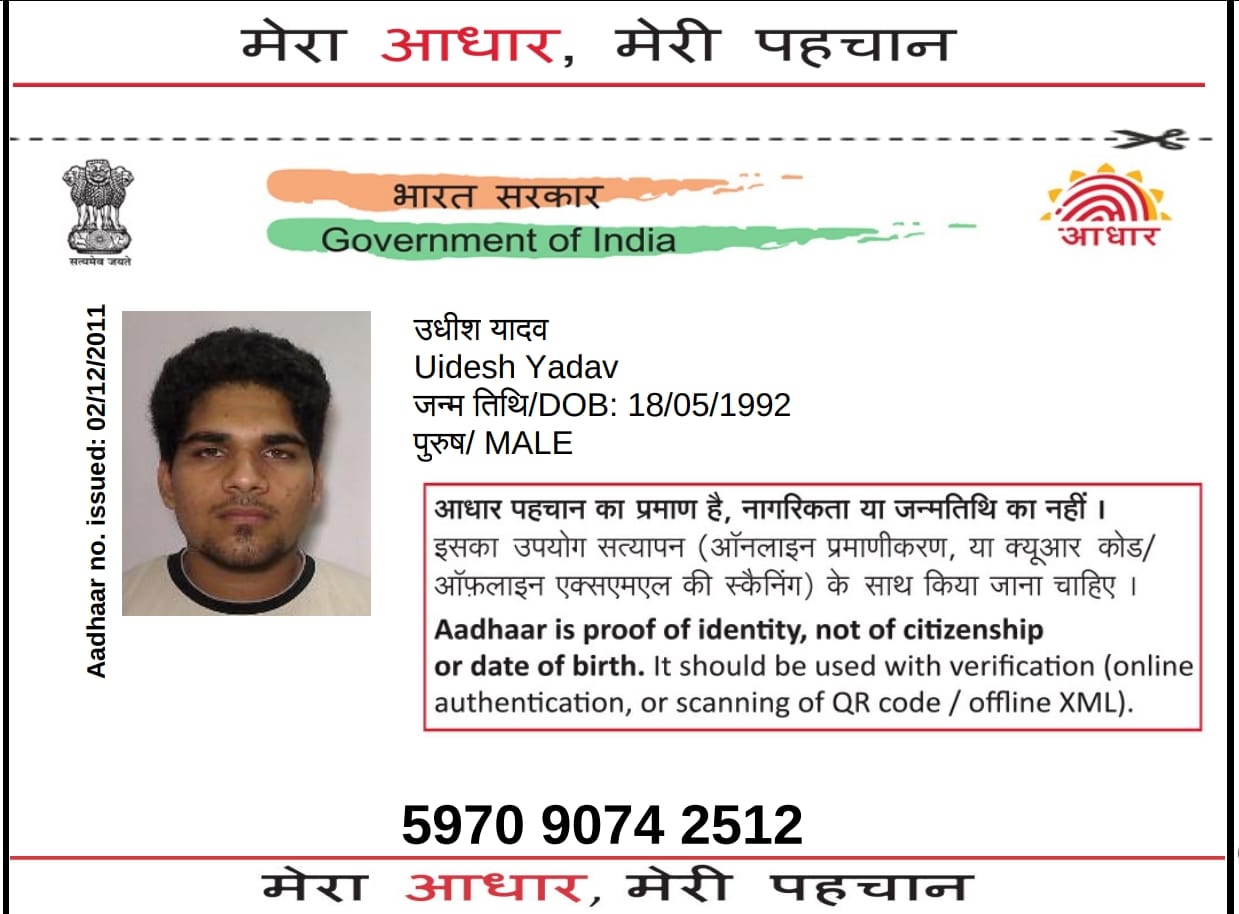 मेरा आधार, मेरी पहचान
भारत सरकार
Government of India
सत्यमेव जयते
आधार
Aadhaar no. issued: 02/12/2011
उधीश यादव
Uidesh Yadav
जन्म तिथि/DOB: 18/05/1992
पुरुष/ MALE
आधार पहचान का प्रमाण है, नागरिकता या जन्मतिथि का नहीं ।
इसका उपयोग सत्यापन (ऑनलाइन प्रमाणीकरण, या क्यूआर कोड/
ऑफ़लाइन एक्सएमएल की स्कैनिंग) के साथ किया जाना चाहिए ।
Aadhaar is proof of identity, not of citizenship
or date of birth. It should be used with verification (online
authentication, or scanning of QR code / offline XML).
5970 9074 2512
मेरा आधार, मेरी पहचान